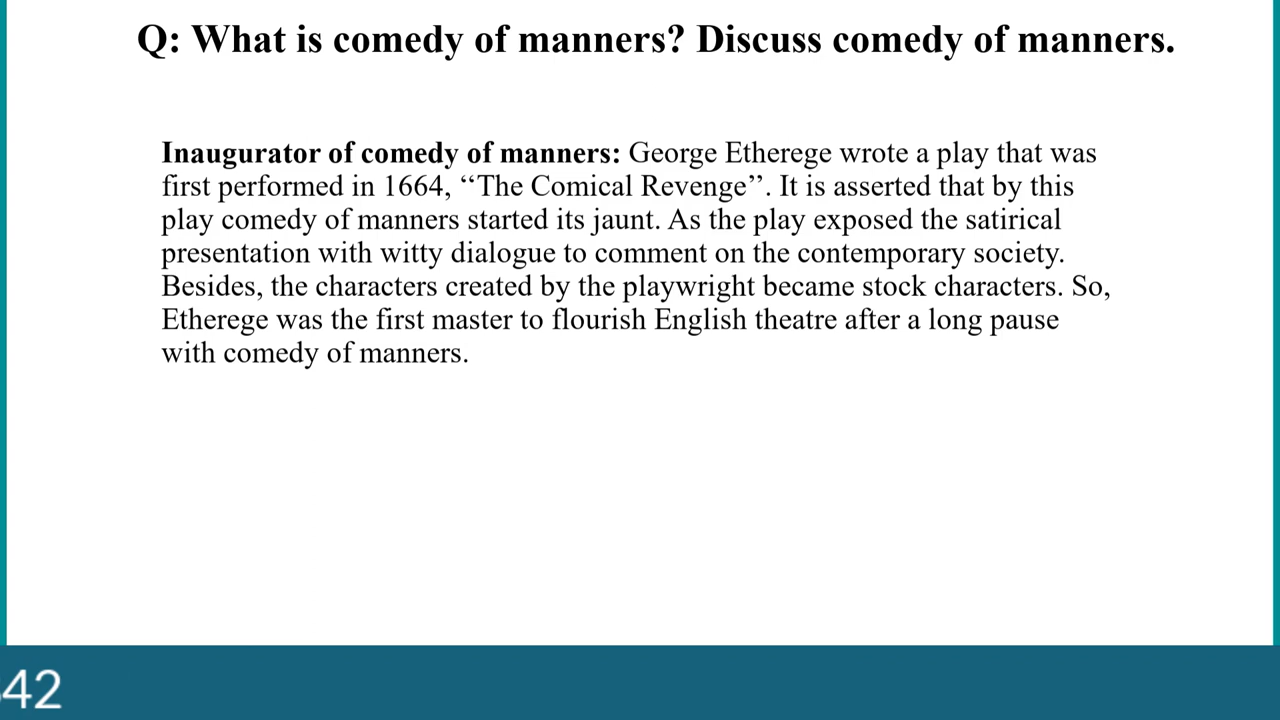 Q: What is comedy of manners? Discuss comedy of manners.
Inaugurator of comedy of manners: George Etherege wrote a play that was
first performed in 1664, ‘‘The Comical Revenge’’. It is asserted that by this
play comedy of manners started its jaunt. As the play exposed the satirical
presentation with witty dialogue to comment on the contemporary society.
Besides, the characters created by the playwright became stock characters. So,
Etherege was the first master to flourish English theatre after a long pause
with comedy of manners.
42